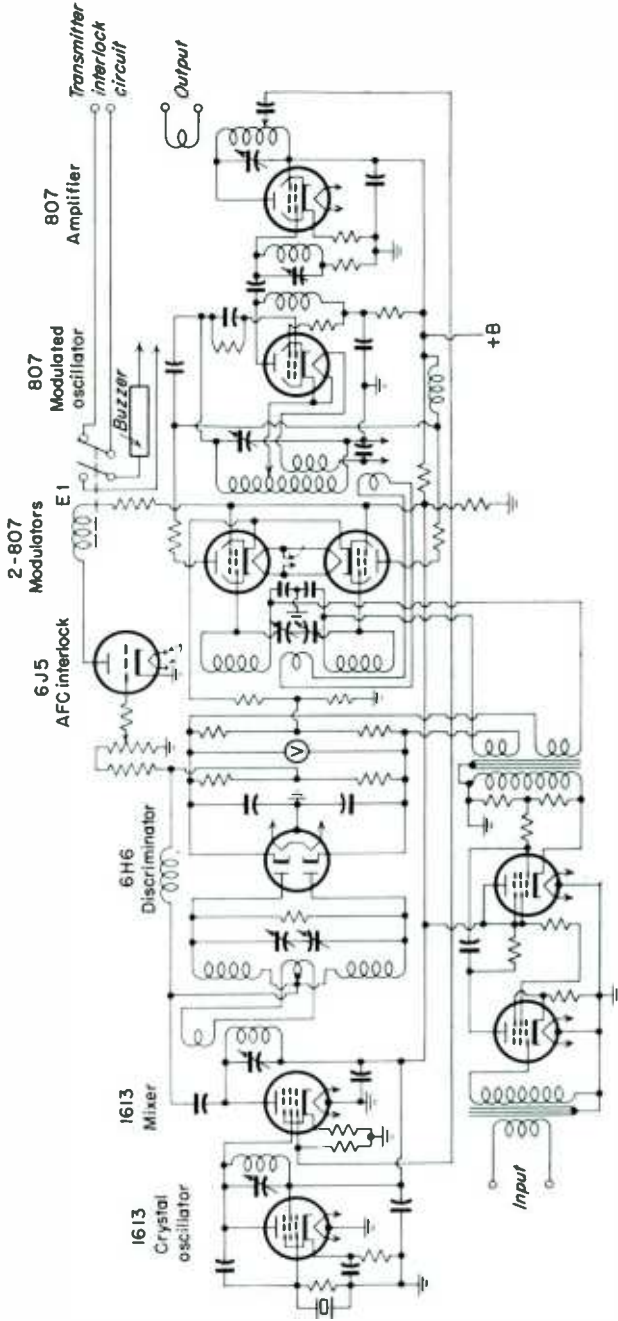 Transmitter
interlock
circuit
Output
807
Amplifier
807
Modulated
oscillator
Buzzer
E1
2-807
Modulators
6J5
AFC interlock
+B
V
6H6
Discriminator
1613
Mixer
1613
Crystal
oscillator
Input